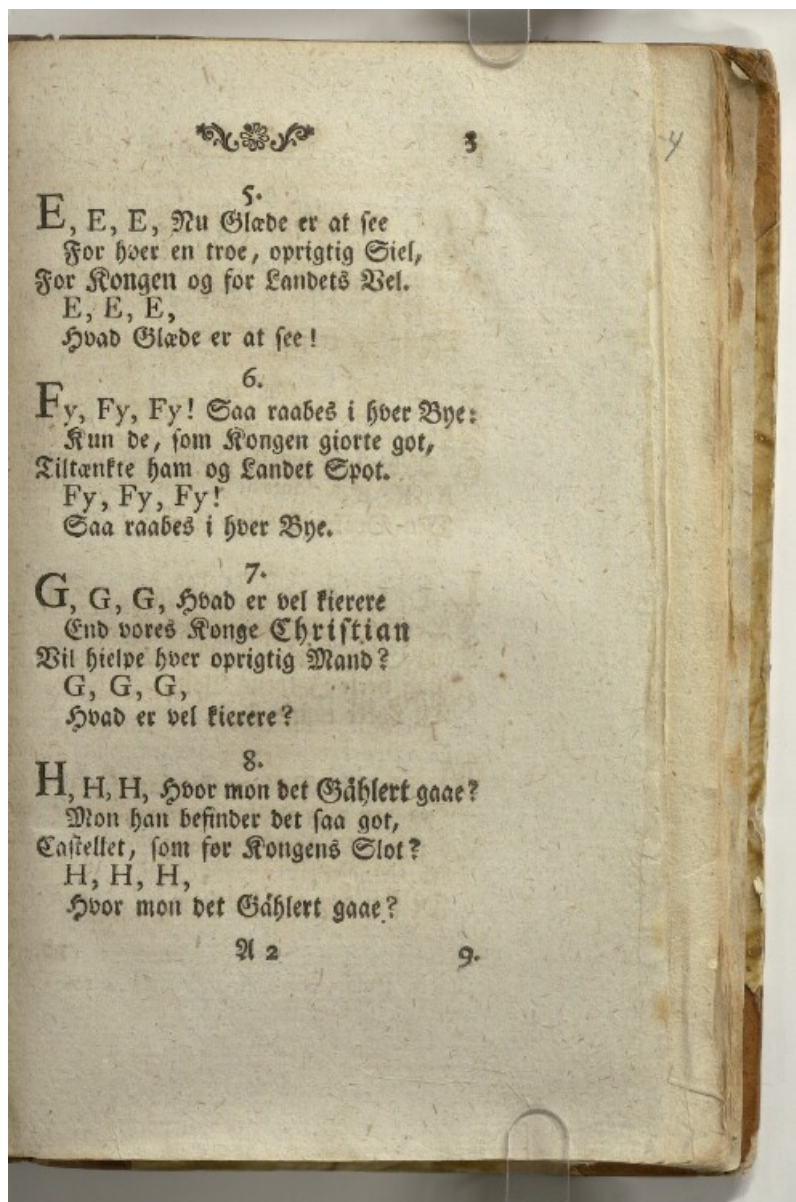 3
4
5.
E, E, E, Nu Glæde er at see
For hver en troe, oprigtig Siel,
For Kongen og for Landets Vel.
E, E, E,
Hvad Glæde er at see!
6.
Fy, Fy, Fy! Saa raabes i hver Bye:
Kun de, som Kongen giorte got,
Tiltænkte ham og Landet Spot.
Fy, Fy, Fy!
Saa raabes i hver Bye.
7.
G, G, G, Hvad er vel kierere
End vores Konge Christian
Vil hielpe hver oprigtig Mand?
G, G, G,
Hvad er vel kierere?
8.
H, H, H, Hvor mon det Gåhlert gaae?
Mon han befinder det saa got,
Castellet, som før Kongens Slot?
H, H, H,
Hvor mon det Gåhlert gaae?
A 2 9.